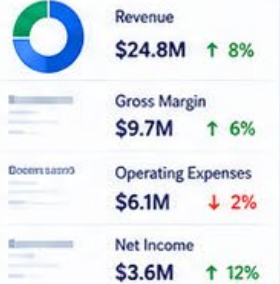 Revenue
$24.8M ↑ 8%
Gross Margin
$9.7M ↑ 6%
Operating Expenses
$6.1M ↓ 2%
Net Income
$3.6M ↑ 12%